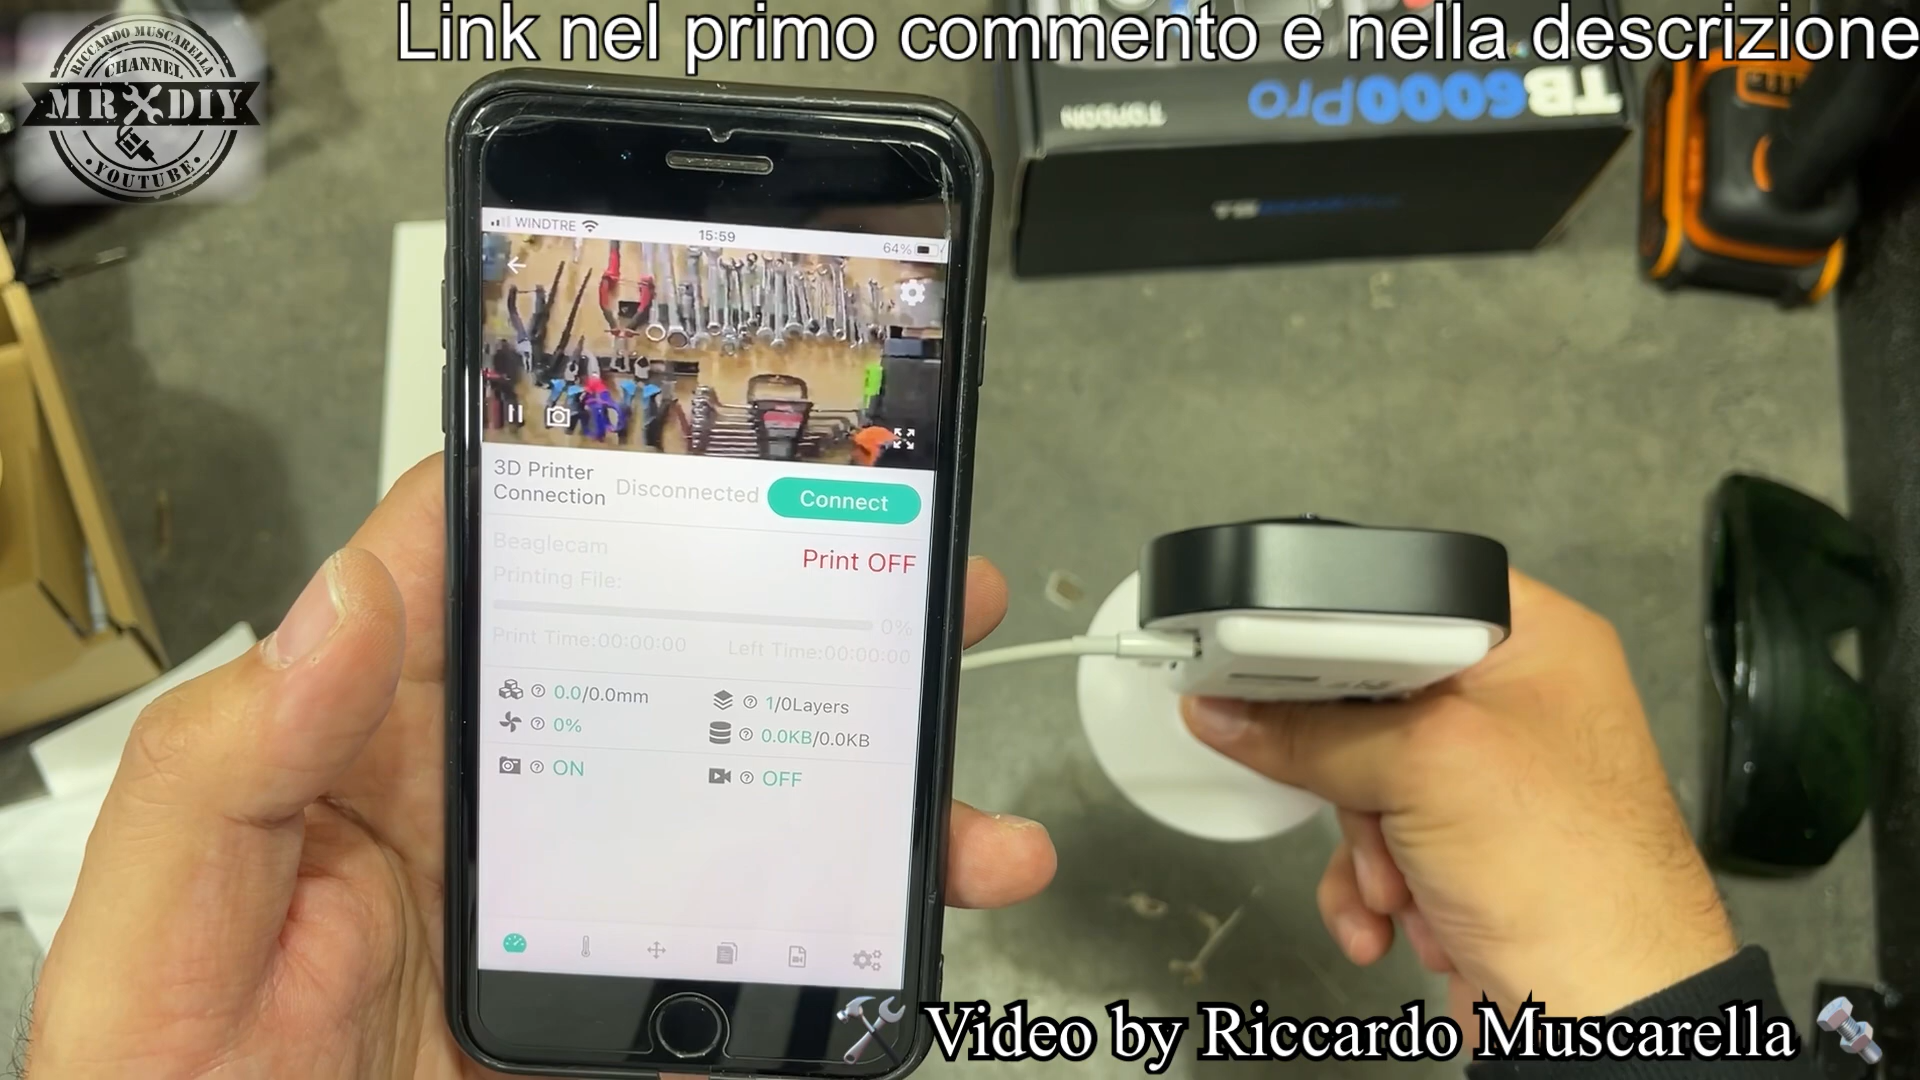 Link nel primo commento e nella descrizione
RICCARDO MUSCARELLA
CHANNEL
MR DIY
YOUTUBE
TB6000Pro
TOPDON
WINDTRE
15:59
64%
3D Printer
Connection
Disconnected
Connect
Beaglecam
Print OFF
Printing File:
0%
Print Time:00:00:00
Left Time:00:00:00
0.0/0.0mm
1/0Layers
0%
0.0KB/0.0KB
ON
OFF
Video by Riccardo Muscarella